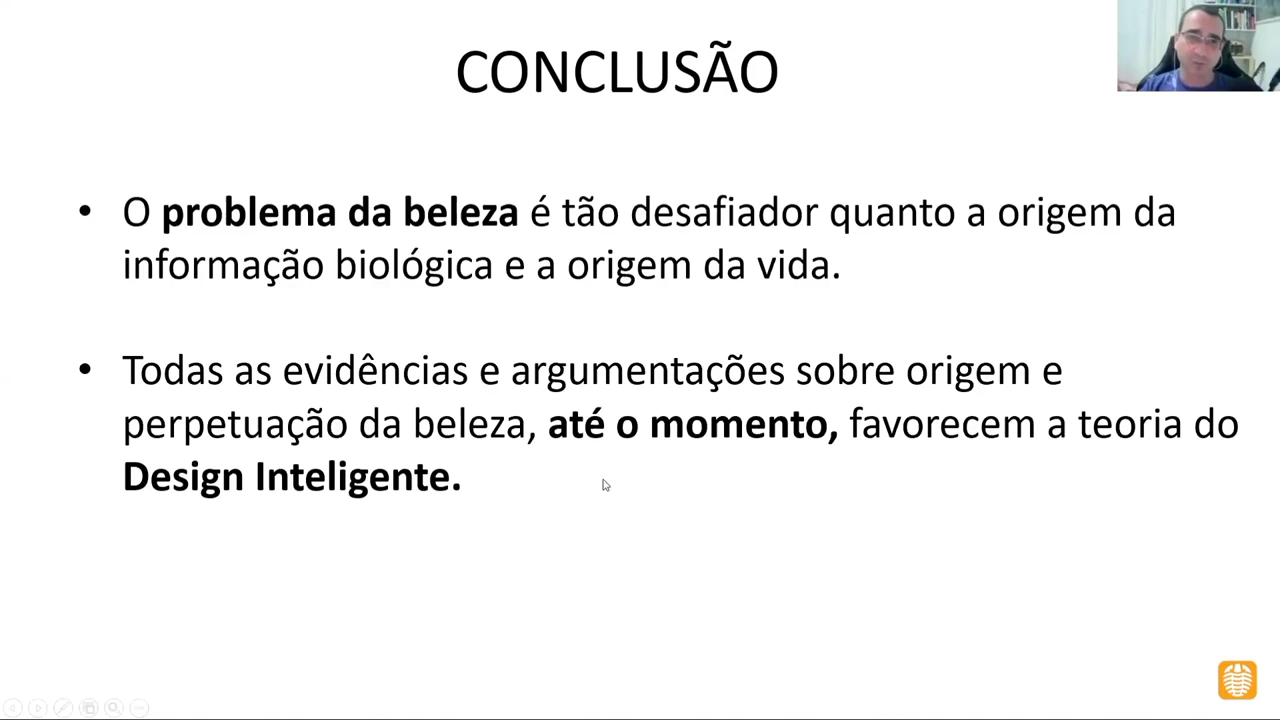 CONCLUSÃO
• O problema da beleza é tão desafiador quanto a origem da
informação biológica e a origem da vida.
• Todas as evidências e argumentações sobre origem e
perpetuação da beleza, até o momento, favorecem a teoria do
Design Inteligente.